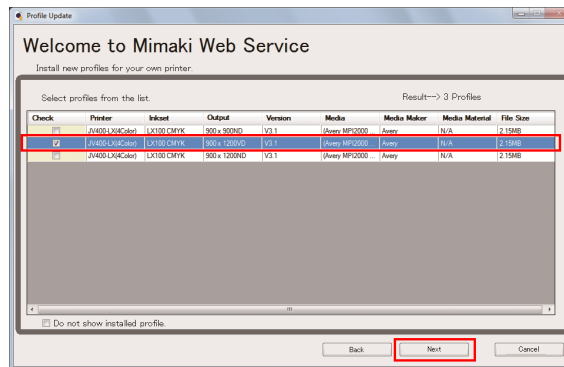 Profile Update
Welcome to Mimaki Web Service
Install new profiles for your own printer.
Select profiles from the list. Result--> 3 Profiles
Check Printer Inkset Output Version Media Media Maker Media Material File Size
JV400-LX(4Color) LX100 CMYK 900 x 900ND V3.1 (Avery MPI2000 ... Avery N/A 2.15MB
JV400-LX(4Color) LX100 CMYK 900 x 1200VD V3.1 (Avery MPI2000 ... Avery N/A 2.15MB
JV400-LX(4Color) LX100 CMYK 900 x 1200ND V3.1 (Avery MPI2000 ... Avery N/A 2.15MB
Do not show installed profile.
Back Next Cancel